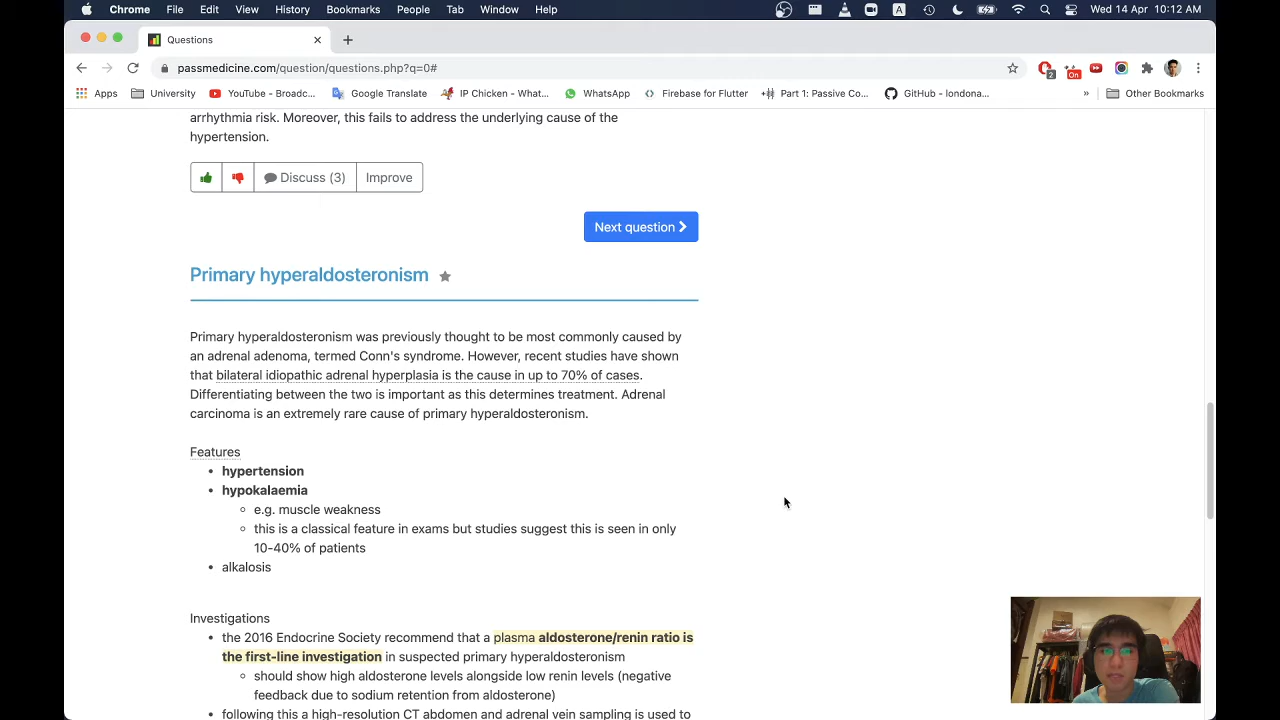 Chrome File Edit View History Bookmarks People Tab Window Help
A
Wed 14 Apr 10:12 AM
Questions
passmedicine.com/question/questions.php?q=0#
2
On
Apps University YouTube - Broadc... Google Translate IP Chicken - What... WhatsApp Firebase for Flutter Part 1: Passive Co... GitHub - londona... » Other Bookmarks
arrhythmia risk. Moreover, this fails to address the underlying cause of the
hypertension.
Discuss (3) Improve
Next question
Primary hyperaldosteronism
Primary hyperaldosteronism was previously thought to be most commonly caused by
an adrenal adenoma, termed Conn's syndrome. However, recent studies have shown
that bilateral idiopathic adrenal hyperplasia is the cause in up to 70% of cases.
Differentiating between the two is important as this determines treatment. Adrenal
carcinoma is an extremely rare cause of primary hyperaldosteronism.
Features
• hypertension
• hypokalaemia
◦ e.g. muscle weakness
◦ this is a classical feature in exams but studies suggest this is seen in only
10-40% of patients
• alkalosis
Investigations
• the 2016 Endocrine Society recommend that a plasma aldosterone/renin ratio is
the first-line investigation in suspected primary hyperaldosteronism
◦ should show high aldosterone levels alongside low renin levels (negative
feedback due to sodium retention from aldosterone)
• following this a high-resolution CT abdomen and adrenal vein sampling is used to